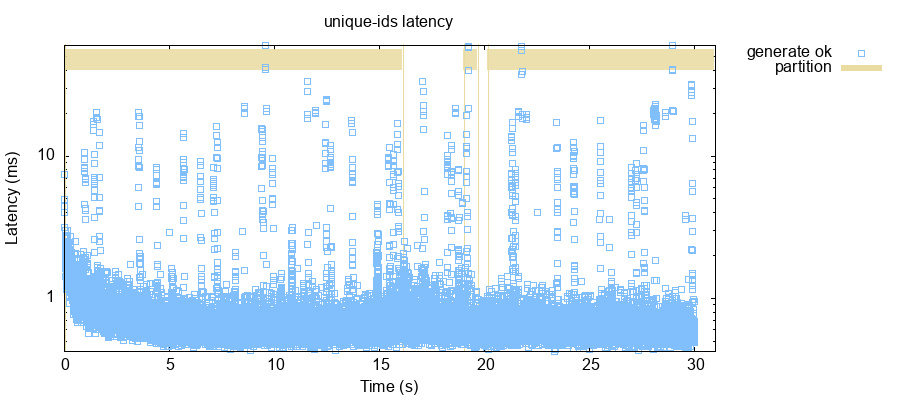 unique-ids latency
generate ok
partition
Latency (ms)
10
1
0 5 10 15 20 25 30
Time (s)